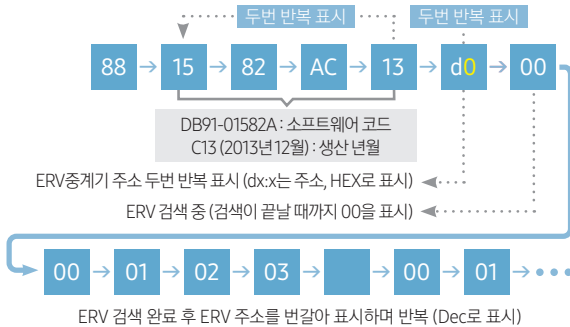 두번 반복 표시 두번 반복 표시
88 → 15 → 82 → AC → 13 → d0 → 00
DB91-01582A : 소프트웨어 코드
C13 (2013년 12월) : 생산 년월
ERV중계기 주소 두번 반복 표시 (dx:x는 주소, HEX로 표시)
ERV 검색 중 (검색이 끝날 때까지 00을 표시)
00 → 01 → 02 → 03 → → 00 → 01 → •••
ERV 검색 완료 후 ERV 주소를 번갈아 표시하며 반복 (Dec로 표시)